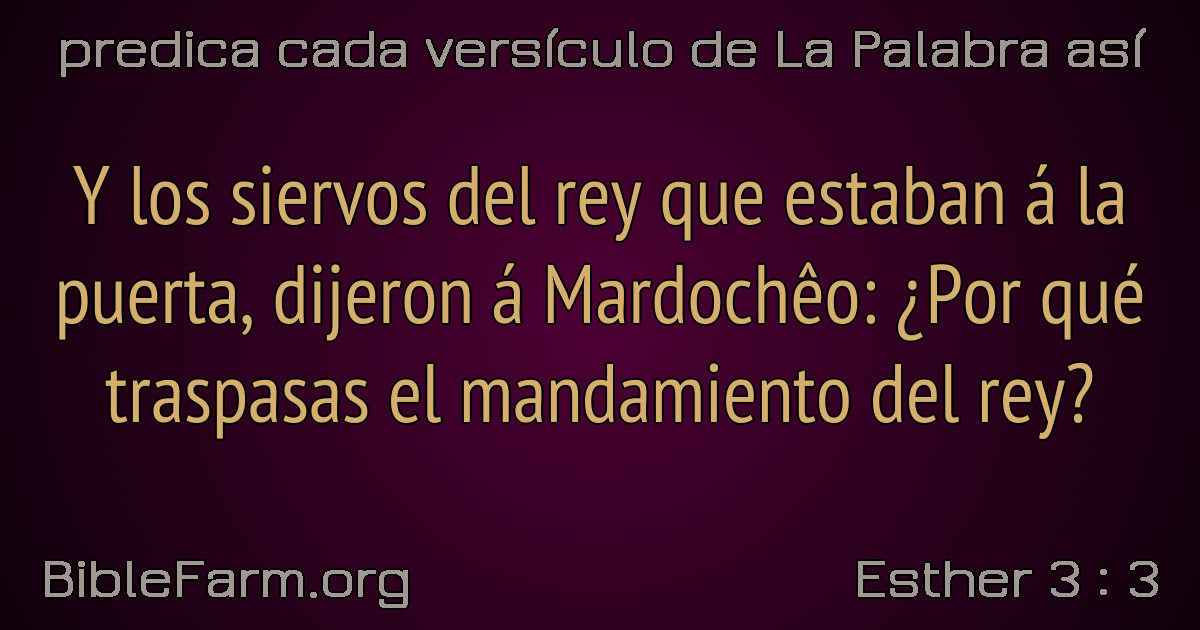 predica cada versículo de La Palabra así
Y los siervos del rey que estaban á la
puerta, dijeron á Mardochêo: ¿Por qué
traspasas el mandamiento del rey?
BibleFarm.org
Esther 3 : 3